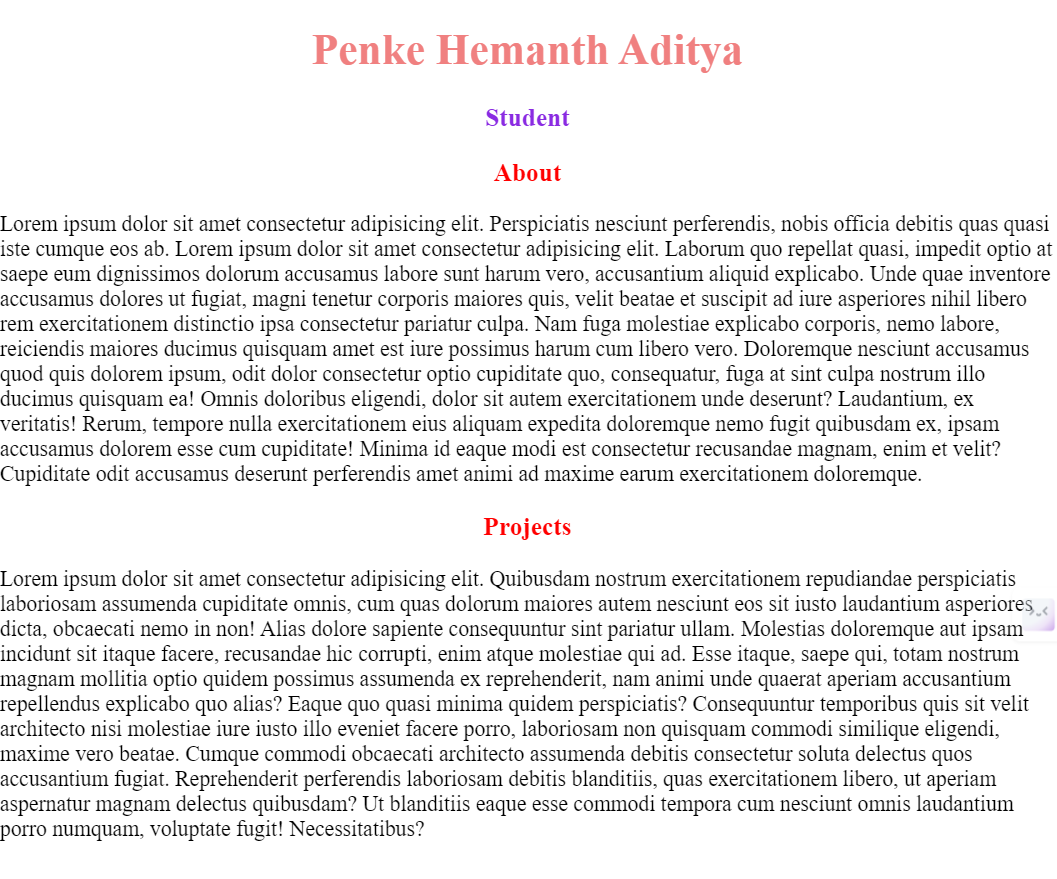 Penke Hemanth Aditya
Student
About
Lorem ipsum dolor sit amet consectetur adipisicing elit. Perspiciatis nesciunt perferendis, nobis officia debitis quas quasi
iste cumque eos ab. Lorem ipsum dolor sit amet consectetur adipisicing elit. Laborum quo repellat quasi, impedit optio at
saepe eum dignissimos dolorum accusamus labore sunt harum vero, accusantium aliquid explicabo. Unde quae inventore
accusamus dolores ut fugiat, magni tenetur corporis maiores quis, velit beatae et suscipit ad iure asperiores nihil libero
rem exercitationem distinctio ipsa consectetur pariatur culpa. Nam fuga molestiae explicabo corporis, nemo labore,
reiciendis maiores ducimus quisquam amet est iure possimus harum cum libero vero. Doloremque nesciunt accusamus
quod quis dolorem ipsum, odit dolor consectetur optio cupiditate quo, consequatur, fuga at sint culpa nostrum illo
ducimus quisquam ea! Omnis doloribus eligendi, dolor sit autem exercitationem unde deserunt? Laudantium, ex
veritatis! Rerum, tempore nulla exercitationem eius aliquam expedita doloremque nemo fugit quibusdam ex, ipsam
accusamus dolorem esse cum cupiditate! Minima id eaque modi est consectetur recusandae magnam, enim et velit?
Cupiditate odit accusamus deserunt perferendis amet animi ad maxime earum exercitationem doloremque.
Projects
Lorem ipsum dolor sit amet consectetur adipisicing elit. Quibusdam nostrum exercitationem repudiandae perspiciatis
laboriosam assumenda cupiditate omnis, cum quas dolorum maiores autem nesciunt eos sit iusto laudantium asperiores
dicta, obcaecati nemo in non! Alias dolore sapiente consequuntur sint pariatur ullam. Molestias doloremque aut ipsam
incidunt sit itaque facere, recusandae hic corrupti, enim atque molestiae qui ad. Esse itaque, saepe qui, totam nostrum
magnam mollitia optio quidem possimus assumenda ex reprehenderit, nam animi unde quaerat aperiam accusantium
repellendus explicabo quo alias? Eaque quo quasi minima quidem perspiciatis? Consequuntur temporibus quis sit velit
architecto nisi molestiae iure iusto illo eveniet facere porro, laboriosam non quisquam commodi similique eligendi,
maxime vero beatae. Cumque commodi obcaecati architecto assumenda debitis consectetur soluta delectus quos
accusantium fugiat. Reprehenderit perferendis laboriosam debitis blanditiis, quas exercitationem libero, ut aperiam
aspernatur magnam delectus quibusdam? Ut blanditiis eaque esse commodi tempora cum nesciunt omnis laudantium
porro numquam, voluptate fugit! Necessitatibus?